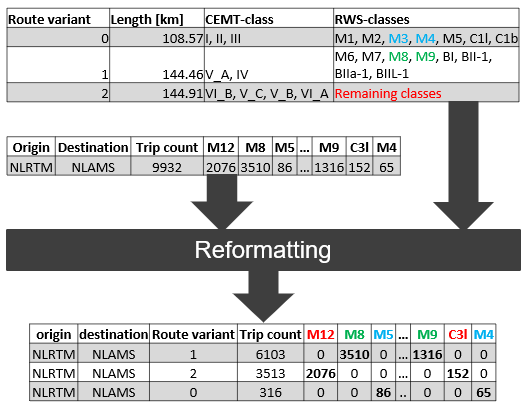 Route variant Length [km] CEMT-class RWS-classes
0 108.57 I, II, III M1, M2, M3, M4, M5, C1l, C1b
M6, M7, M8, M9, BI, BII-1,
1 144.46 V_A, IV BIIa-1, BIIL-1
2 144.91 VI_B, V_C, V_B, VI_A Remaining classes
Origin Destination Trip count M12 M8 M5 ... M9 C3l M4
NLRTM NLAMS 9932 2076 3510 86 ... 1316 152 65
Reformatting
origin destination Route variant Trip count M12 M8 M5 ... M9 C3l M4
NLRTM NLAMS 1 6103 0 3510 0 ... 1316 0 0
NLRTM NLAMS 2 3513 2076 0 0 ... 0 152 0
NLRTM NLAMS 0 316 0 0 86 .. 0 0 65